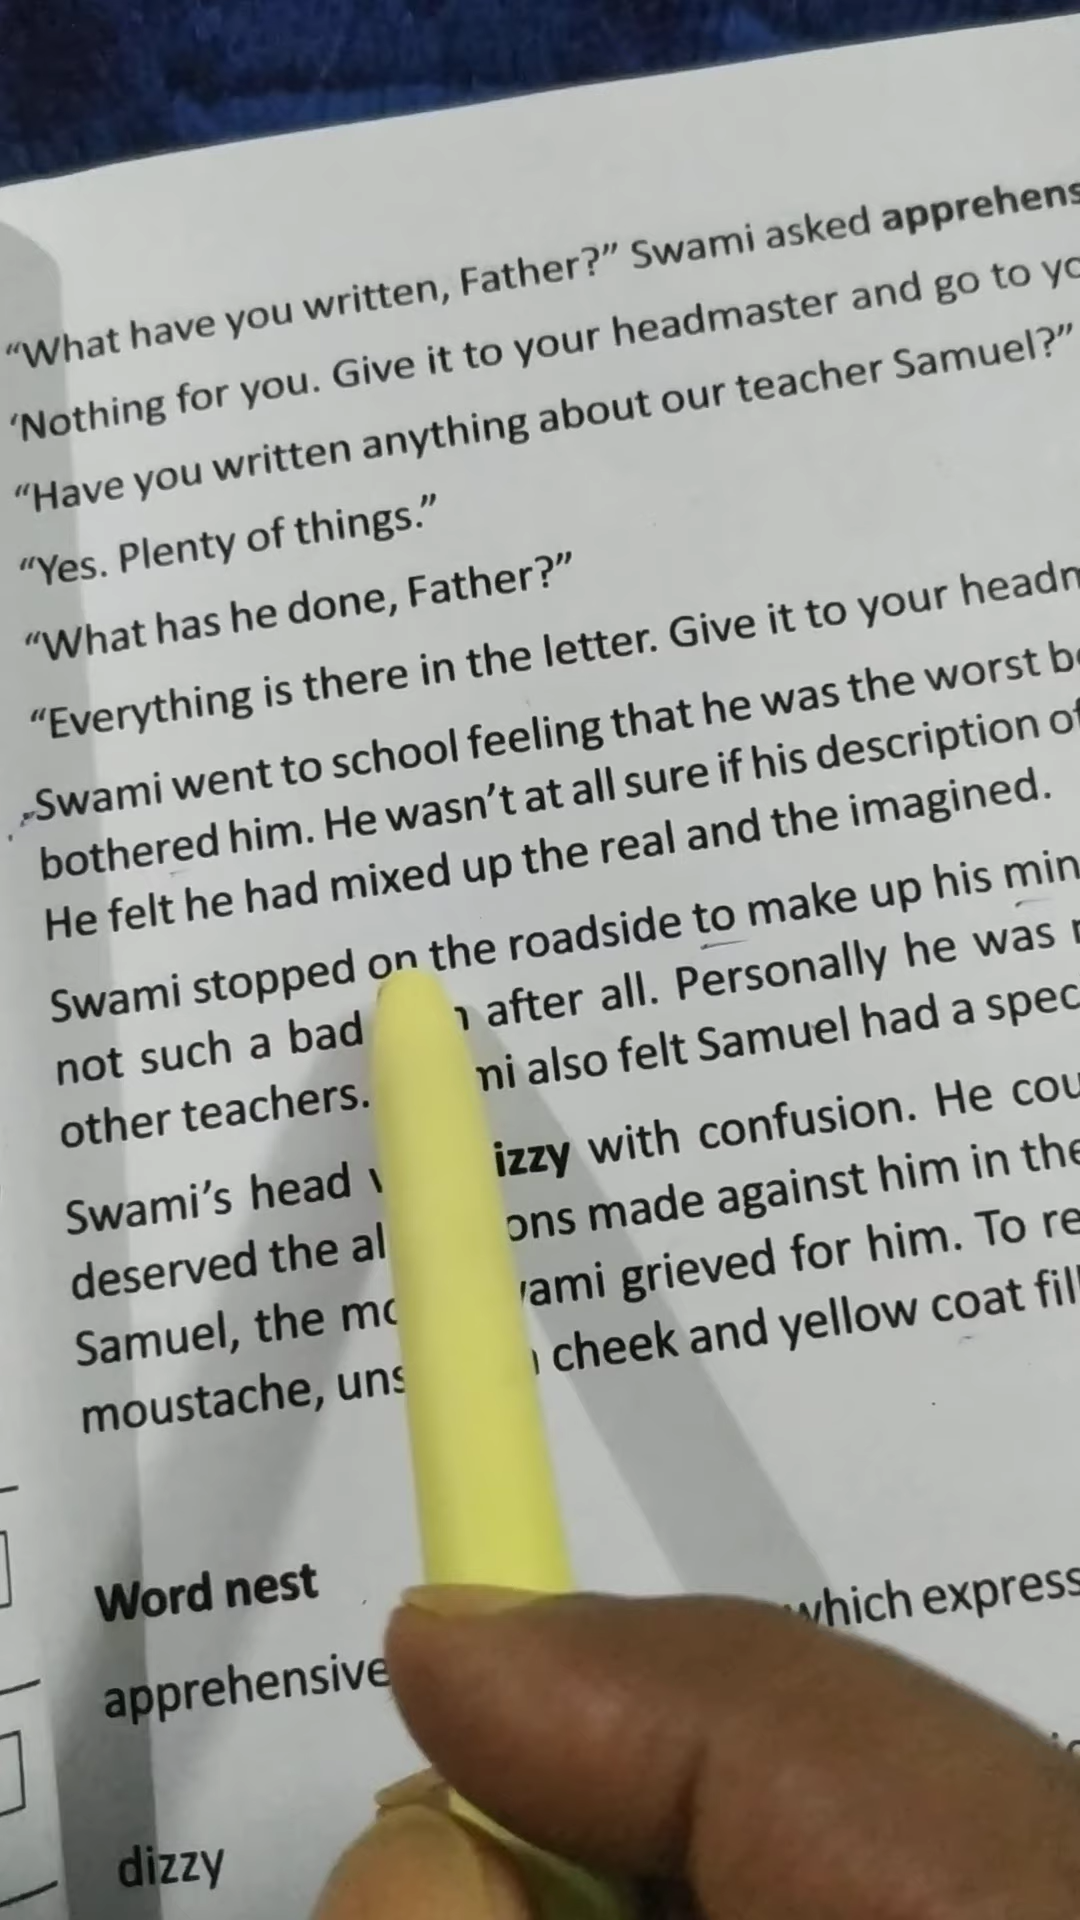 “What have you written, Father?” Swami asked apprehens
‘Nothing for you. Give it to your headmaster and go to yo
“Have you written anything about our teacher Samuel?”
“Yes. Plenty of things.”
“What has he done, Father?”
“Everything is there in the letter. Give it to your
Swami went to school feeling that he was the worst
bothered him. He wasn’t at all sure if his description of
He felt he had mixed up the real and the imagined.
Swami stopped on the roadside to make up his min
not such a bad after all. Personally he was
other teachers. also felt Samuel had a spec
Swami’s head izzy with confusion. He cou
deserved the al ons made against him in the
Samuel, the ami grieved for him. To re
moustache, uns cheek and yellow coat fil
Word nest
which express
apprehensive
dizzy